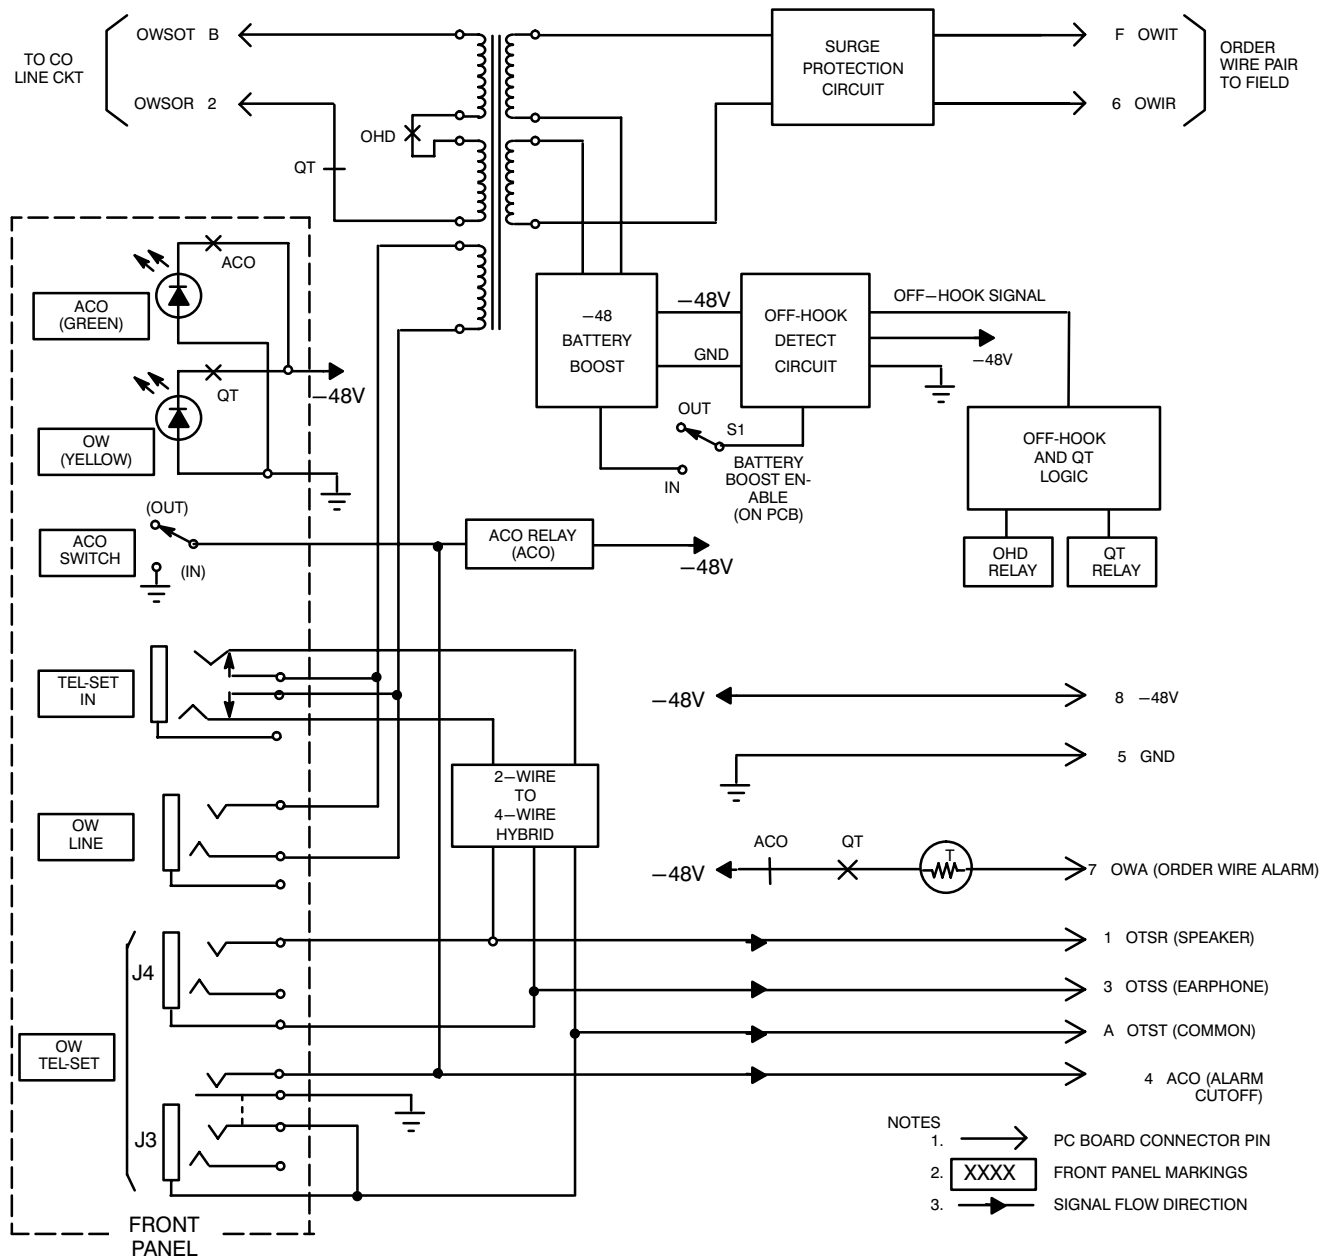 TO CO
LINE CKT
OWSOT B
OWSOR 2
OHD
QT
SURGE
PROTECTION
CIRCUIT
F OWIT
6 OWIR
ORDER
WIRE PAIR
TO FIELD
ACO
(GREEN)
ACO
OW
(YELLOW)
QT
—48V
ACO
SWITCH
(OUT)
(IN)
ACO RELAY
(ACO)
—48V
—48
BATTERY
BOOST
—48V
GND
OFF-HOOK
DETECT
CIRCUIT
OFF—HOOK SIGNAL
—48V
OUT
S1
IN
BATTERY
BOOST EN-
ABLE
(ON PCB)
OFF-HOOK
AND QT
LOGIC
OHD
RELAY
QT
RELAY
TEL-SET
IN
OW
LINE
2—WIRE
TO
4—WIRE
HYBRID
—48V
8 —48V
5 GND
—48V
ACO
QT
T
7 OWA (ORDER WIRE ALARM)
1 OTSR (SPEAKER)
3 OTSS (EARPHONE)
A OTST (COMMON)
4 ACO (ALARM
CUTOFF)
J4
OW
TEL-SET
J3
FRONT
PANEL
NOTES
1. PC BOARD CONNECTOR PIN
2. XXXX FRONT PANEL MARKINGS
3. SIGNAL FLOW DIRECTION